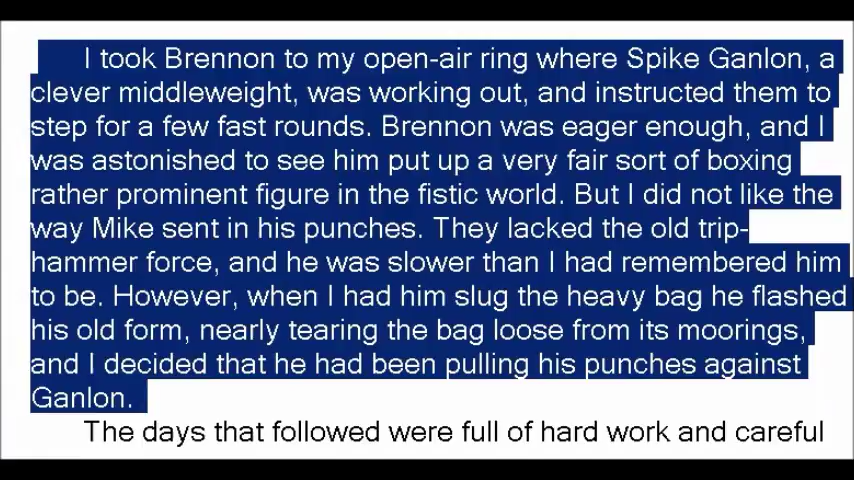 I took Brennon to my open-air ring where Spike Ganlon, a
clever middleweight, was working out, and instructed them to
step for a few fast rounds. Brennon was eager enough, and I
was astonished to see him put up a very fair sort of boxing
rather prominent figure in the fistic world. But I did not like the
way Mike sent in his punches. They lacked the old trip-
hammer force, and he was slower than I had remembered him
to be. However, when I had him slug the heavy bag he flashed
his old form, nearly tearing the bag loose from its moorings,
and I decided that he had been pulling his punches against
Ganlon.
The days that followed were full of hard work and careful